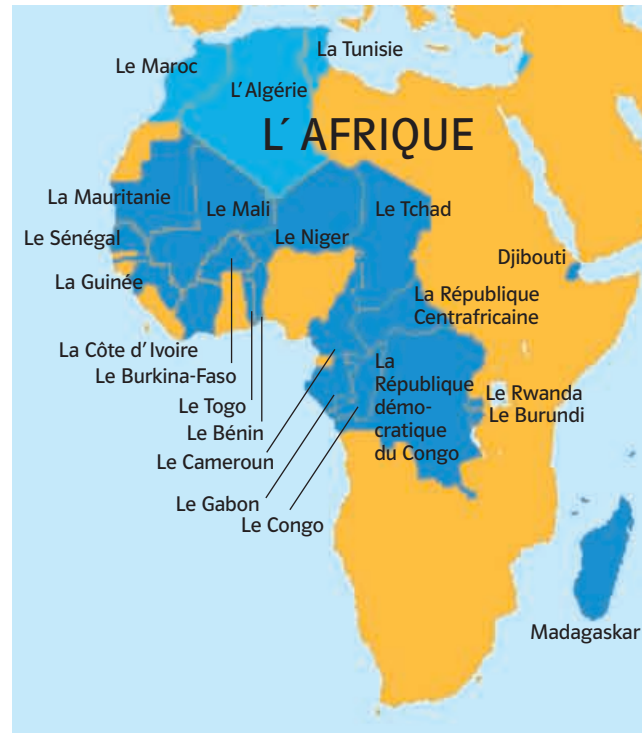 La Tunisie
Le Maroc
L'Algérie
L´ AFRIQUE
La Mauritanie
Le Mali
Le Tchad
Le Sénégal
Le Niger
Djibouti
La Guinée
La République
Centrafricaine
La Côte d'Ivoire
Le Burkina-Faso
La
République
démo-
cratique
du Congo
Le Rwanda
Le Burundi
Le Togo
Le Bénin
Le Cameroun
Le Gabon
Le Congo
Madagaskar